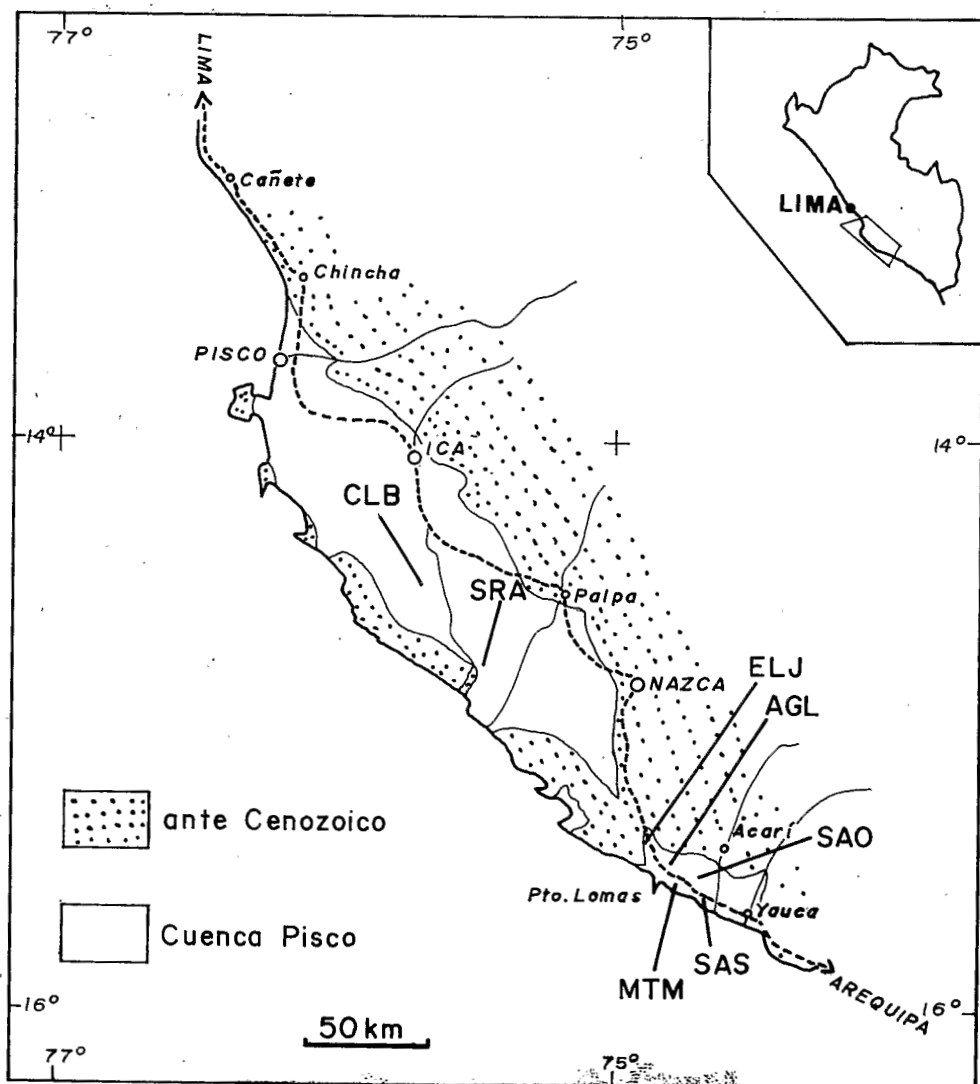 77°
75°
LIMA
Cañete
LIMA
Chincha
PISCO
14°
ICA
14°
CLB
SRA
Palpa
ELJ
NAZCA
AGL
ante Cenozoico
Acarí
SAO
Pto. Lomas
Yauca
Cuenca Pisco
SAS
MTM
AREQUIPA
16°
16°
50 km
77°
75°